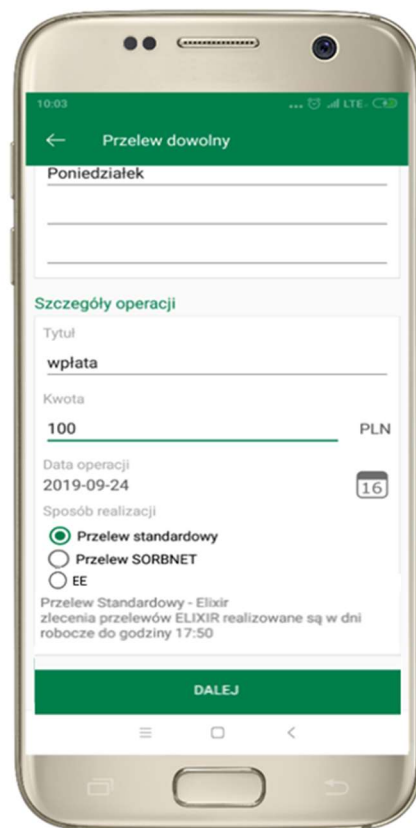 10:03
... LTE
Przelew dowolny
Poniedziałek
Szczegóły operacji
Tytuł
wpłata
Kwota
100 PLN
Data operacji
2019-09-24
16
Sposób realizacji
Przelew standardowy
Przelew SORBNET
EE
Przelew Standardowy - Elixir
zlecenia przelewów ELIXIR realizowane są w dni
robocze do godziny 17:50
DALEJ